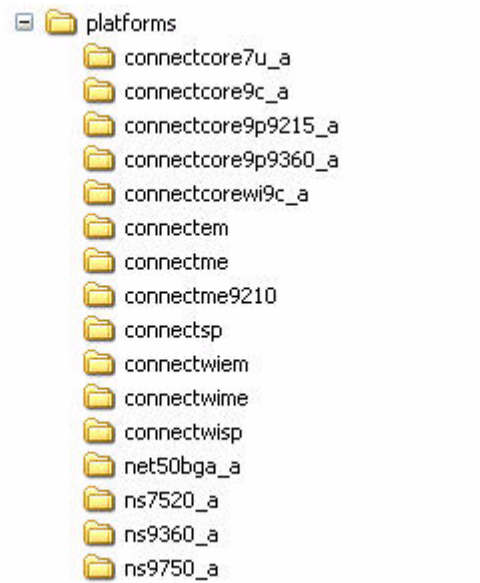 platforms
connectcore7u_a
connectcore9c_a
connectcore9p9215_a
connectcore9p9360_a
connectcorewi9c_a
connectem
connectme
connectme9210
connectsp
connectwiem
connectwime
connectwisp
net50bga_a
ns7520_a
ns9360_a
ns9750_a